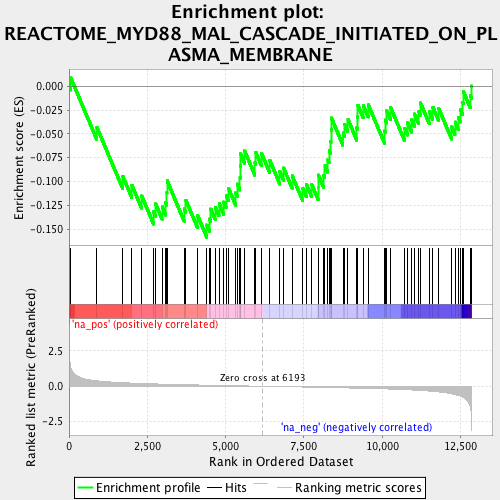 Enrichment plot:
REACTOME_MYD88_MAL_CASCADE_INITIATED_ON_PL
ASMA_MEMBRANE
Enrichment score (ES)
0.000
-0.025
-0.050
-0.075
-0.100
-0.125
-0.150
'na_pos' (positively correlated)
Ranked list metric (PreRanked)
2.5
0.0
-2.5
Zero cross at 6193
'na_neg' (negatively correlated)
0 2,500 5,000 7,500 10,000 12,500
Rank in Ordered Dataset
Enrichment profile Hits Ranking metric scores